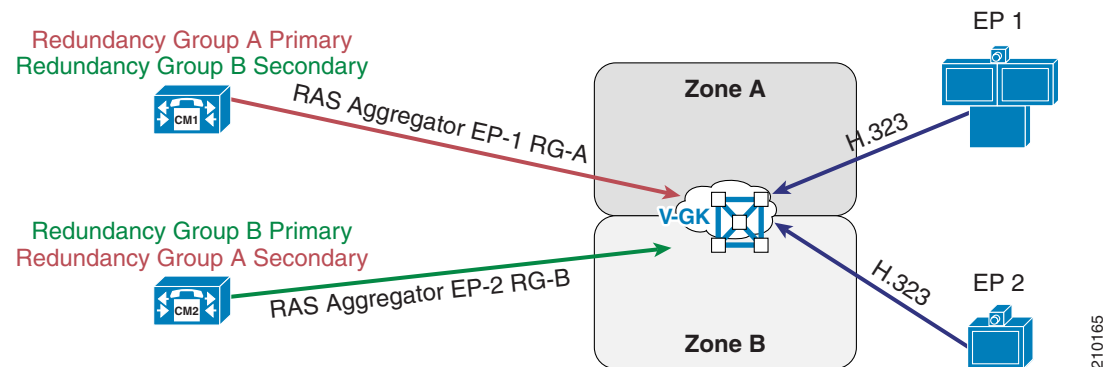 Redundancy Group A Primary
Redundancy Group B Secondary
CM1
RAS Aggregator EP-1 RG-A
Zone A
EP 1
H.323
V-GK
Redundancy Group B Primary
Redundancy Group A Secondary
CM2
RAS Aggregator EP-2 RG-B
H.323
EP 2
Zone B
210165